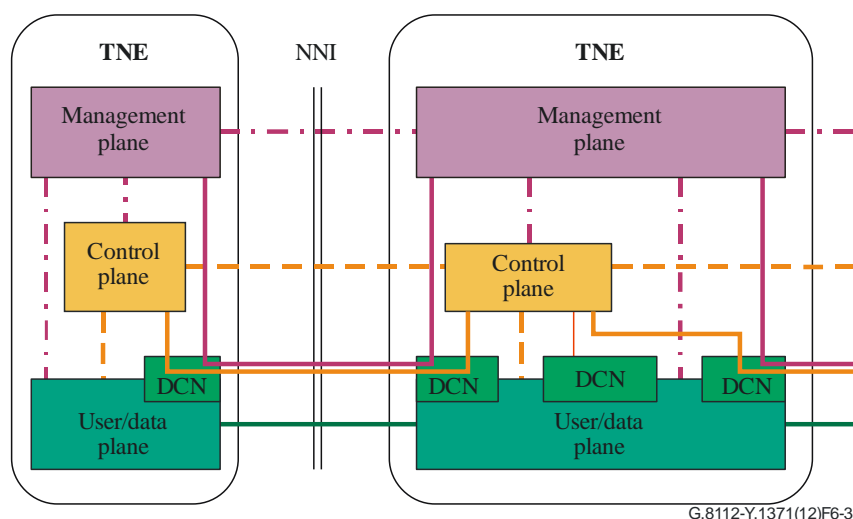 TNE
NNI
TNE
Management
plane
Management
plane
Control
plane
Control
plane
DCN
User/data
plane
DCN
DCN
DCN
User/data
plane
G.8112-Y.1371(12)F6-3